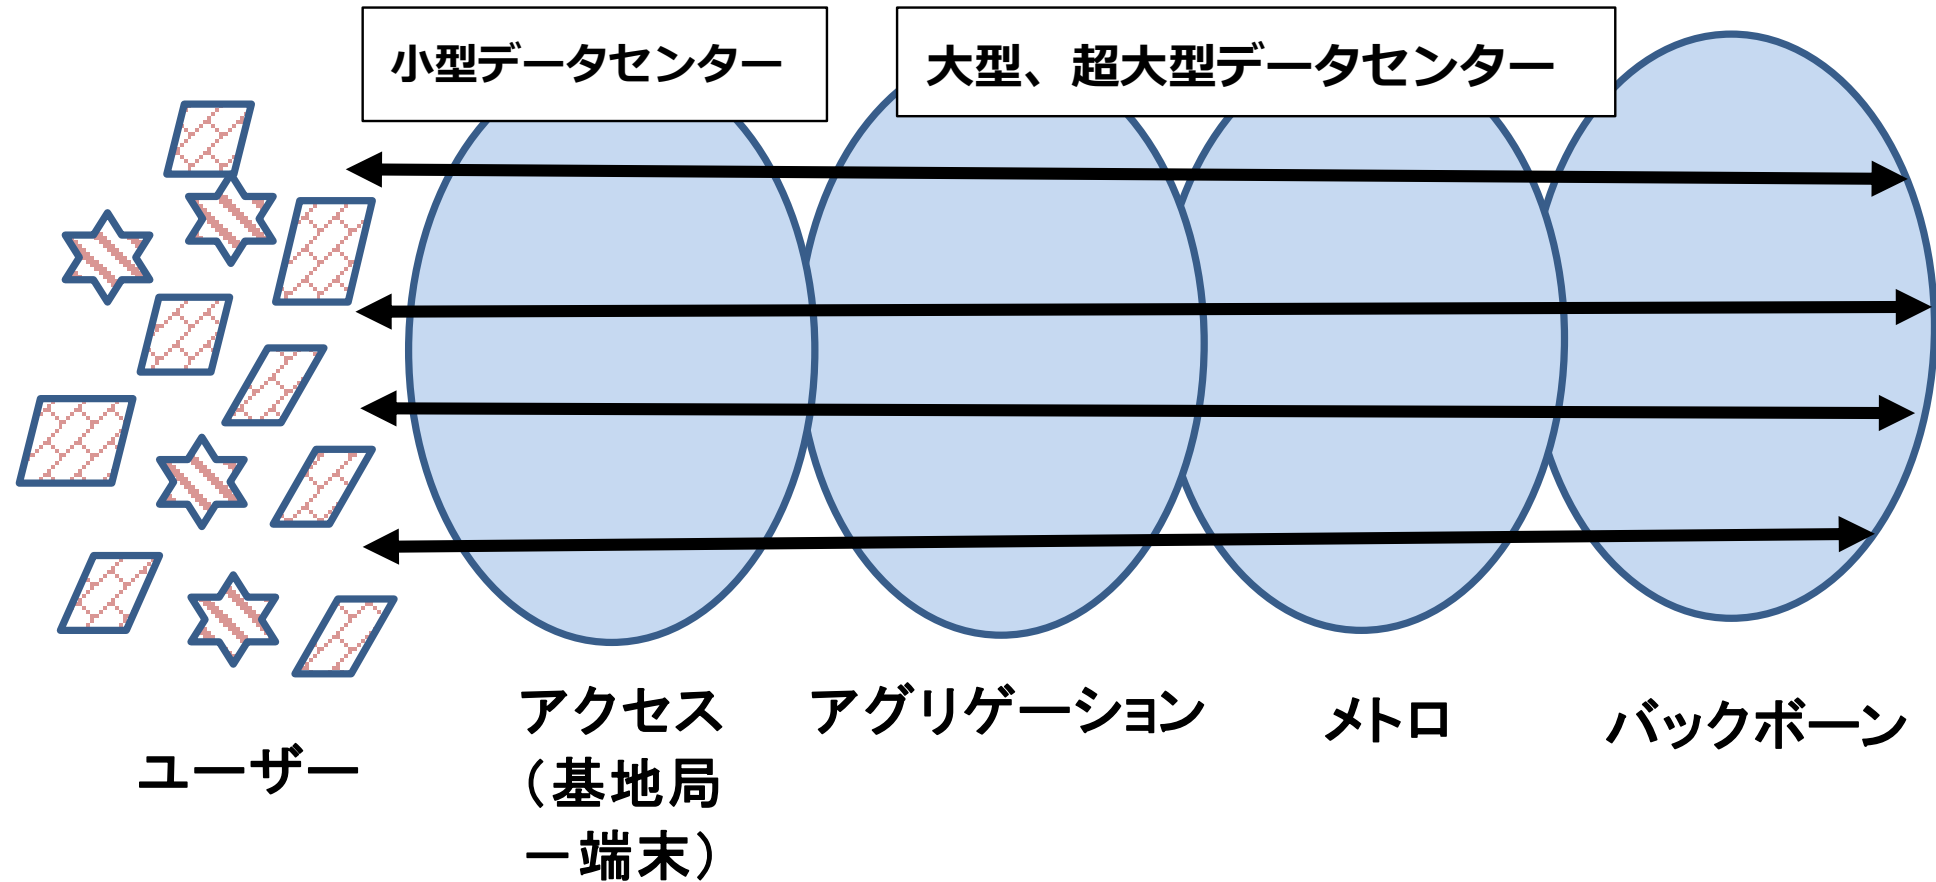 小型データセンター
大型、超大型データセンター
ユーザー
アクセス
（基地局
－端末）
アグリゲーション
メトロ
バックボーン